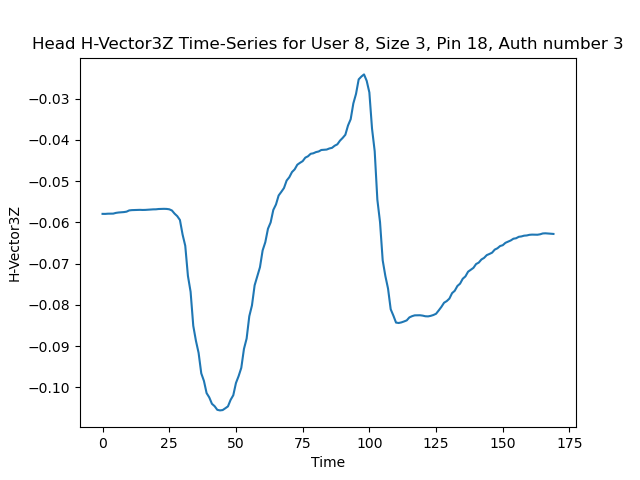 Head H-Vector3Z Time-Series for User 8, Size 3, Pin 18, Auth number 3
H-Vector3Z
−0.03
−0.04
−0.05
−0.06
−0.07
−0.08
−0.09
−0.10
0 25 50 75 100 125 150 175
Time